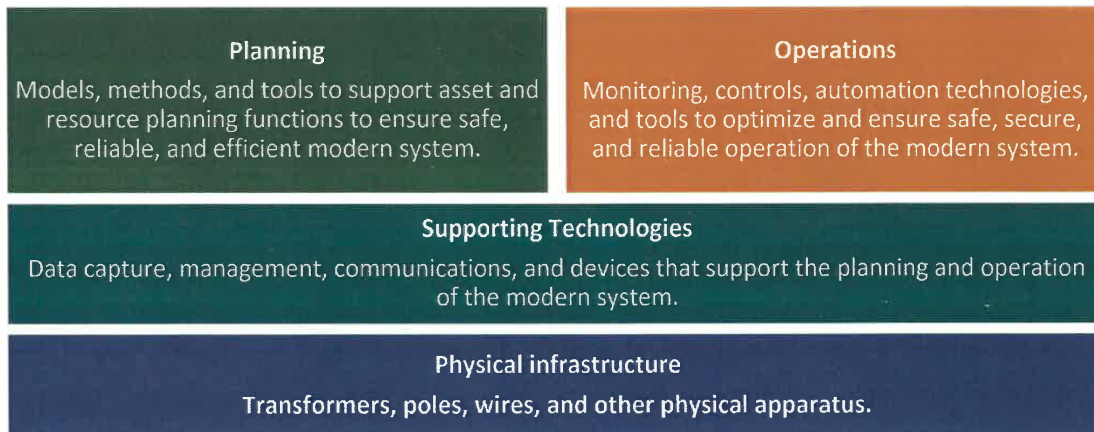 Planning
Models, methods, and tools to support asset and
resource planning functions to ensure safe,
reliable, and efficient modern system.
Operations
Monitoring, controls, automation technologies,
and tools to optimize and ensure safe, secure,
and reliable operation of the modern system.
Supporting Technologies
Data capture, management, communications, and devices that support the planning and operation
of the modern system.
Physical infrastructure
Transformers, poles, wires, and other physical apparatus.